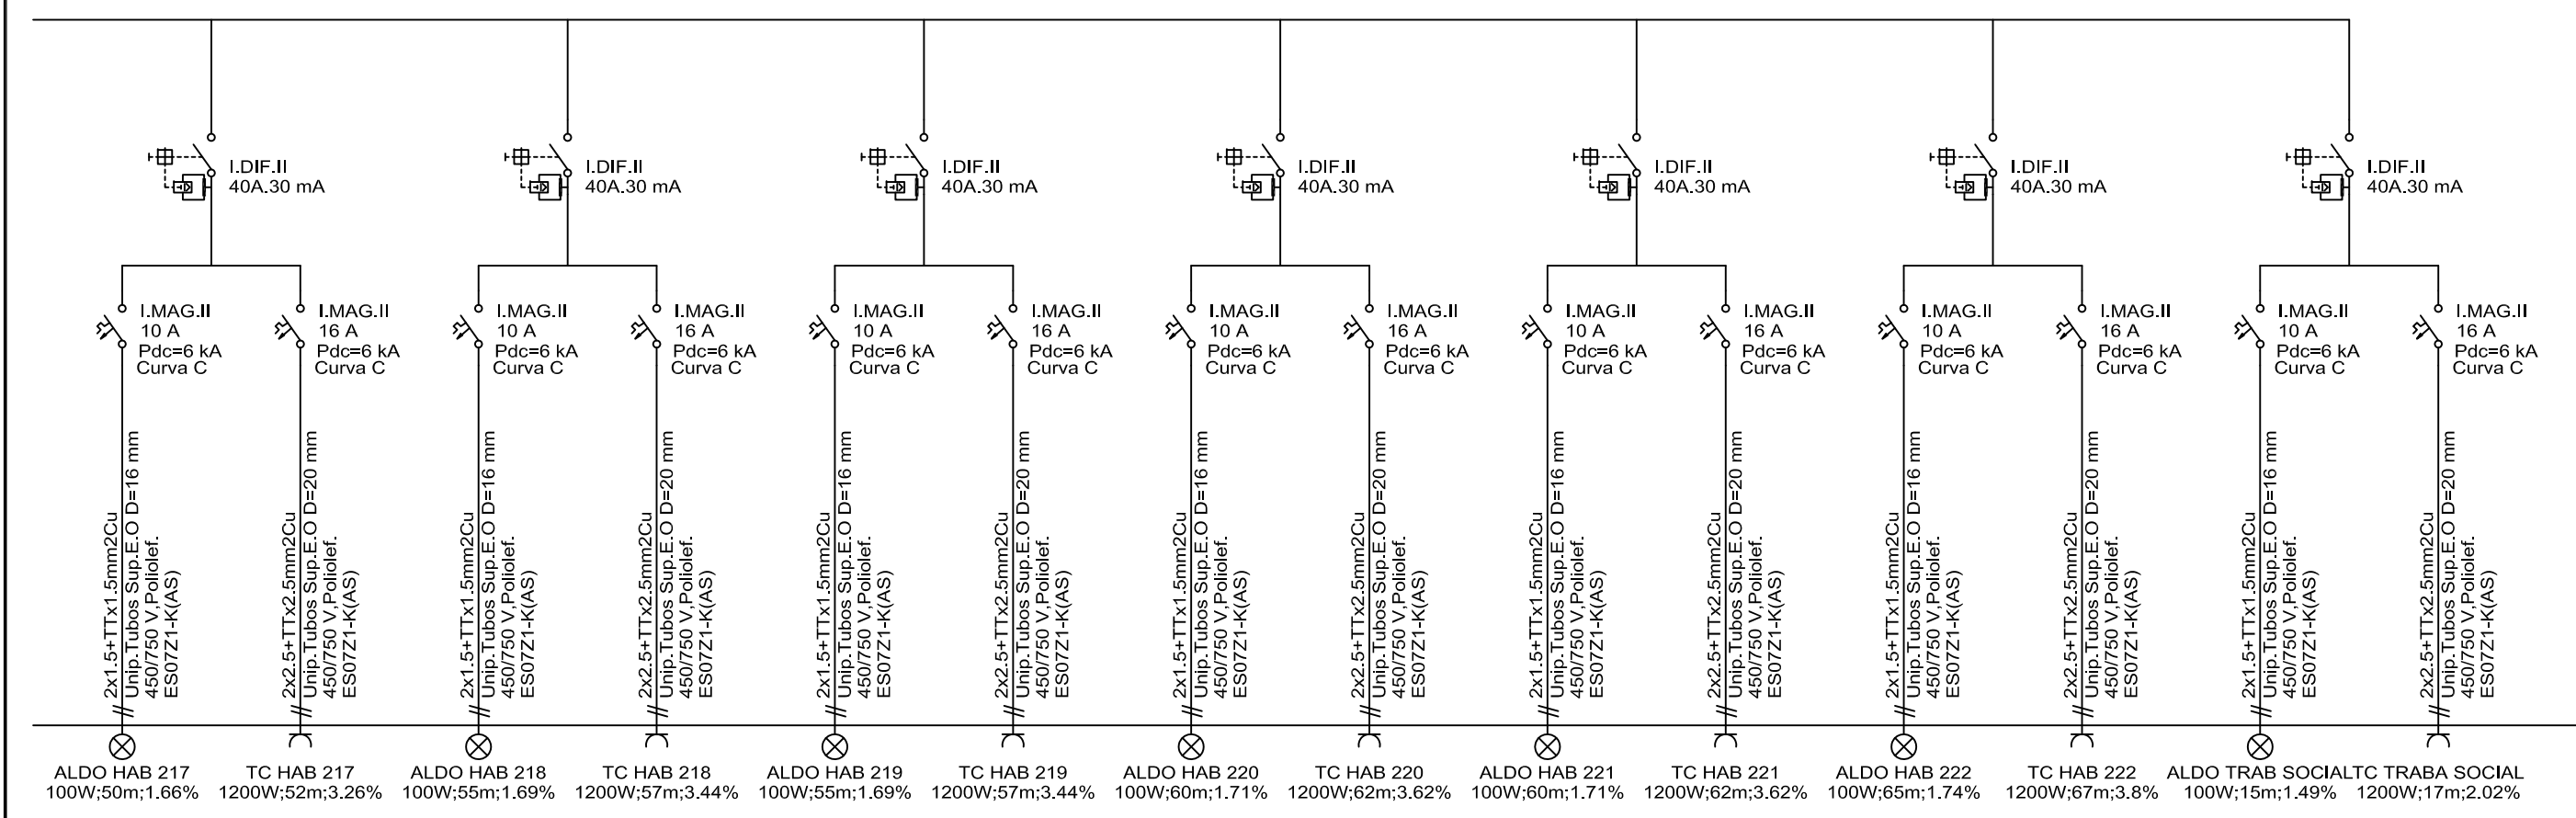 I.DIF.II
40A.30 mA
I.DIF.II
40A.30 mA
I.DIF.II
40A.30 mA
I.DIF.II
40A.30 mA
I.DIF.II
40A.30 mA
I.DIF.II
40A.30 mA
I.DIF.II
40A.30 mA
I.MAG.II
10 A
Pdc=6 kA
Curva C
I.MAG.II
16 A
Pdc=6 kA
Curva C
I.MAG.II
10 A
Pdc=6 kA
Curva C
I.MAG.II
16 A
Pdc=6 kA
Curva C
I.MAG.II
10 A
Pdc=6 kA
Curva C
I.MAG.II
16 A
Pdc=6 kA
Curva C
I.MAG.II
10 A
Pdc=6 kA
Curva C
I.MAG.II
16 A
Pdc=6 kA
Curva C
I.MAG.II
10 A
Pdc=6 kA
Curva C
I.MAG.II
16 A
Pdc=6 kA
Curva C
I.MAG.II
10 A
Pdc=6 kA
Curva C
I.MAG.II
16 A
Pdc=6 kA
Curva C
I.MAG.II
10 A
Pdc=6 kA
Curva C
I.MAG.II
16 A
Pdc=6 kA
Curva C
2x1.5+TTx1.5mm2Cu
Unip.Tubos Sup.E.O D=16 mm
450/750 V,Poliolef.
ES07Z1-K(AS)
2x2.5+TTx2.5mm2Cu
Unip.Tubos Sup.E.O D=20 mm
450/750 V,Poliolef.
ES07Z1-K(AS)
2x1.5+TTx1.5mm2Cu
Unip.Tubos Sup.E.O D=16 mm
450/750 V,Poliolef.
ES07Z1-K(AS)
2x2.5+TTx2.5mm2Cu
Unip.Tubos Sup.E.O D=20 mm
450/750 V,Poliolef.
ES07Z1-K(AS)
2x1.5+TTx1.5mm2Cu
Unip.Tubos Sup.E.O D=16 mm
450/750 V,Poliolef.
ES07Z1-K(AS)
2x2.5+TTx2.5mm2Cu
Unip.Tubos Sup.E.O D=20 mm
450/750 V,Poliolef.
ES07Z1-K(AS)
2x1.5+TTx1.5mm2Cu
Unip.Tubos Sup.E.O D=16 mm
450/750 V,Poliolef.
ES07Z1-K(AS)
2x2.5+TTx2.5mm2Cu
Unip.Tubos Sup.E.O D=20 mm
450/750 V,Poliolef.
ES07Z1-K(AS)
2x1.5+TTx1.5mm2Cu
Unip.Tubos Sup.E.O D=16 mm
450/750 V,Poliolef.
ES07Z1-K(AS)
2x2.5+TTx2.5mm2Cu
Unip.Tubos Sup.E.O D=20 mm
450/750 V,Poliolef.
ES07Z1-K(AS)
2x1.5+TTx1.5mm2Cu
Unip.Tubos Sup.E.O D=16 mm
450/750 V,Poliolef.
ES07Z1-K(AS)
2x2.5+TTx2.5mm2Cu
Unip.Tubos Sup.E.O D=20 mm
450/750 V,Poliolef.
ES07Z1-K(AS)
2x1.5+TTx1.5mm2Cu
Unip.Tubos Sup.E.O D=16 mm
450/750 V,Poliolef.
ES07Z1-K(AS)
2x2.5+TTx2.5mm2Cu
Unip.Tubos Sup.E.O D=20 mm
450/750 V,Poliolef.
ES07Z1-K(AS)
ALDO HAB 217
100W;50m;1.66%
TC HAB 217
1200W;52m;3.26%
ALDO HAB 218
100W;55m;1.69%
TC HAB 218
1200W;57m;3.44%
ALDO HAB 219
100W;55m;1.69%
TC HAB 219
1200W;57m;3.44%
ALDO HAB 220
100W;60m;1.71%
TC HAB 220
1200W;62m;3.62%
ALDO HAB 221
100W;60m;1.71%
TC HAB 221
1200W;62m;3.62%
ALDO HAB 222
100W;65m;1.74%
TC HAB 222
1200W;67m;3.8%
ALDO TRAB SOCIAL
100W;15m;1.49%
TC TRABA SOCIAL
1200W;17m;2.02%